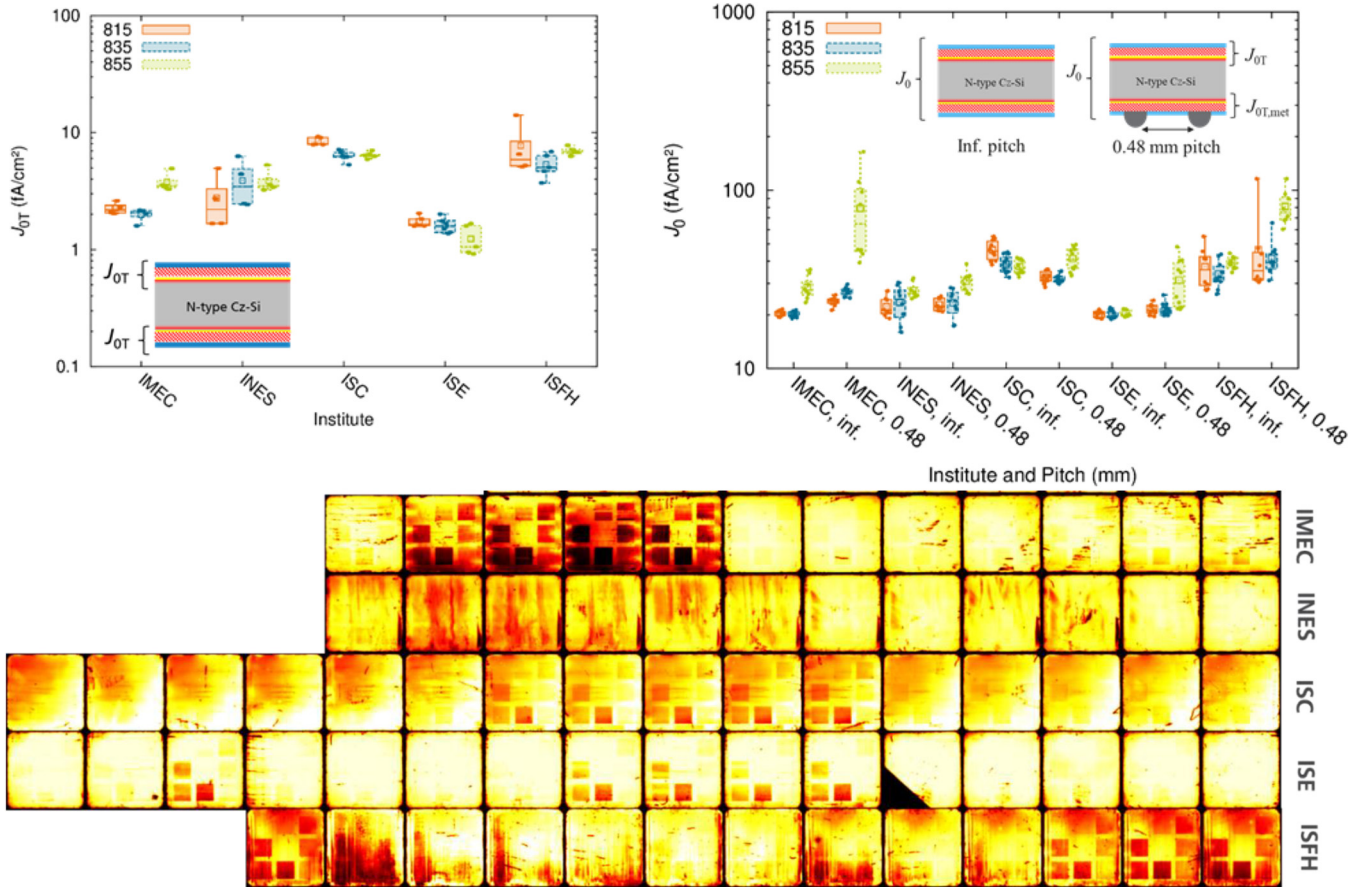 100
10
1
0.1
J0T (fA/cm²)
815
835
855
J0T
N-type Cz-Si
J0T
IMEC
INES
ISC
ISE
ISFH
Institute
1000
100
10
J0 (fA/cm²)
815
835
855
J0
N-type Cz-Si
Inf. pitch
J0
N-type Cz-Si
J0T
J0T,met
0.48 mm pitch
IMEC, inf.
IMEC, 0.48
INES, inf.
INES, 0.48
ISC, inf.
ISC, 0.48
ISE, inf.
ISE, 0.48
ISFH, inf.
ISFH, 0.48
Institute and Pitch (mm)
IMEC
INES
ISC
ISE
ISFH